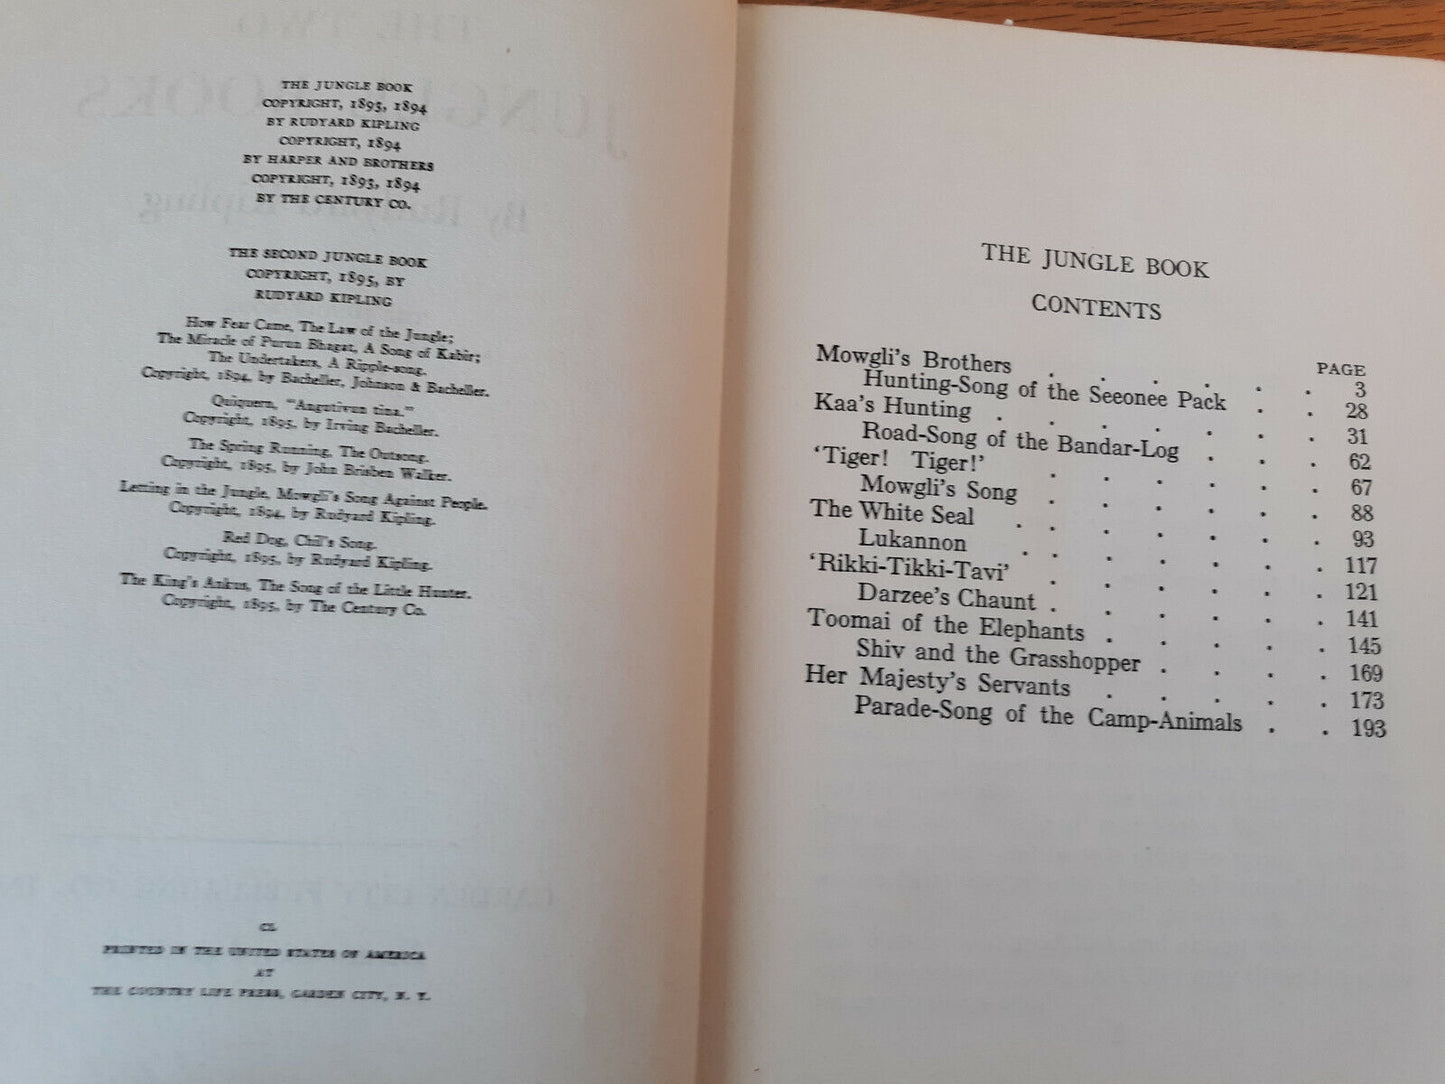 THE JUNGLE BOOK
COPYRIGHT, 1893, 1894
BY RUDYARD KIPLING
COPYRIGHT, 1894
BY HARPER AND BROTHERS
COPYRIGHT, 1893, 1894
BY THE CENTURY CO.
THE SECOND JUNGLE BOOK
COPYRIGHT, 1895, BY
RUDYARD KIPLING
How Fear Came, The Law of the Jungle;
The Miracle of Purun Bhagat, A Song of Kabir;
The Undertakers, A Ripple-song.
Copyright, 1894, by Bacheller, Johnson & Bacheller.
Quiquern, "Angutivun tina."
Copyright, 1895, by Irving Bacheller.
The Spring Running, The Outsong.
Copyright, 1895, by John Brisben Walker.
Letting in the Jungle, Mowgli's Song Against People.
Copyright, 1894, by Rudyard Kipling.
Red Dog, Chil's Song.
Copyright, 1895, by Rudyard Kipling.
The King's Ankus, The Song of the Little Hunter.
Copyright, 1895, by The Century Co.
CL
PRINTED IN THE UNITED STATES OF AMERICA
AT
THE COUNTRY LIFE PRESS, GARDEN CITY, N. Y.
THE JUNGLE BOOK
CONTENTS
PAGE
Mowgli's Brothers . . . . . . 3
Hunting-Song of the Seeonee Pack . . 28
Kaa's Hunting . . . . . . . 31
Road-Song of the Bandar-Log . . . 62
'Tiger! Tiger!' . . . . . . 67
Mowgli's Song . . . . . . 88
The White Seal . . . . . . . 93
Lukannon . . . . . . . 117
'Rikki-Tikki-Tavi' . . . . . . 121
Darzee's Chaunt . . . . . . 141
Toomai of the Elephants . . . . . 145
Shiv and the Grasshopper . . . . 169
Her Majesty's Servants . . . . . 173
Parade-Song of the Camp-Animals . . 193